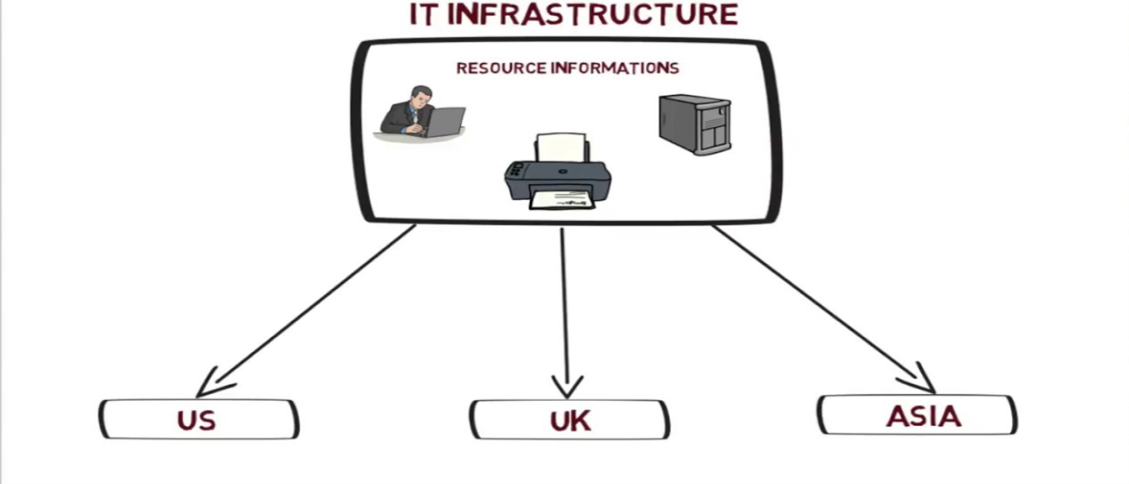 IT INFRASTRUCTURE
RESOURCE INFORMATIONS
US
UK
ASIA